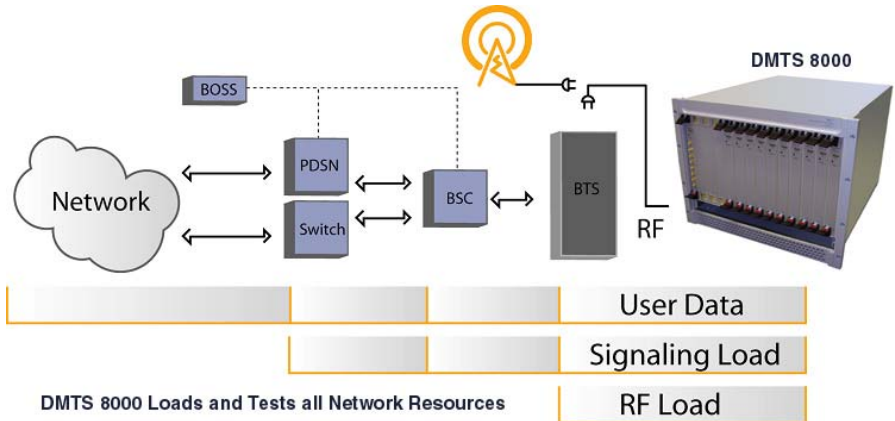 DMTS 8000
BOSS
PDSN
Network
BSC
BTS
Switch
RF
User Data
Signaling Load
DMTS 8000 Loads and Tests all Network Resources
RF Load